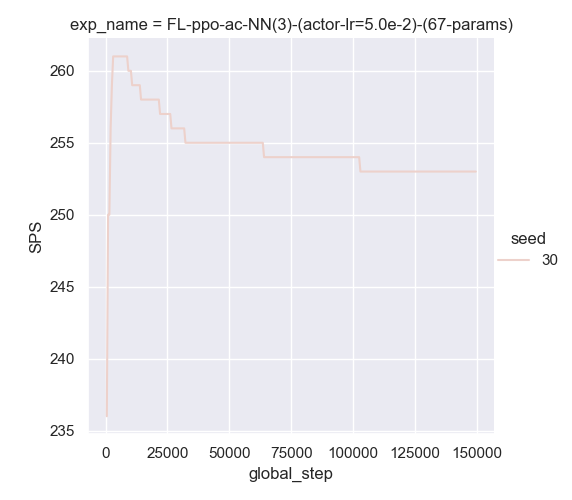 exp_name = FL-ppo-ac-NN(3)-(actor-lr=5.0e-2)-(67-params)
260
255
250
245
240
235
SPS
0 25000 50000 75000 100000 125000 150000
global_step
seed
30